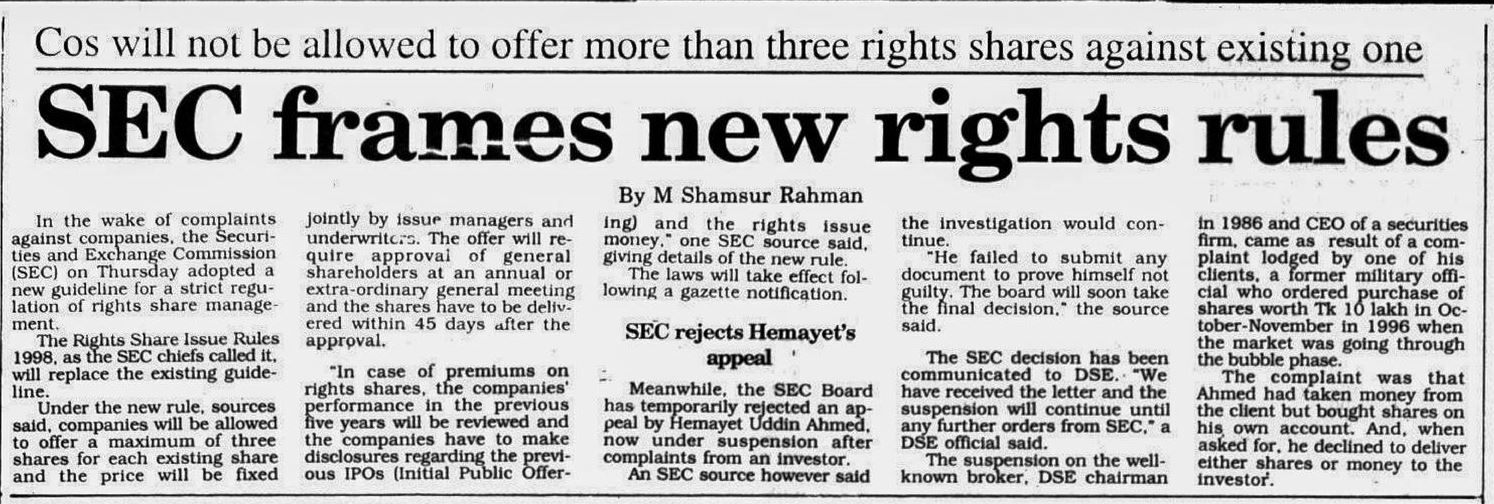 Cos will not be allowed to offer more than three rights shares against existing one
SEC frames new rights rules
By M Shamsur Rahman
In the wake of complaints
against companies, the Securi-
ties and Exchange Commission
(SEC) on Thursday adopted a
new guideline for a strict regu-
lation of rights share manage-
ment.
The Rights Share Issue Rules
1998, as the SEC chiefs called it,
will replace the existing guide-
line.
Under the new rule, sources
said, companies will be allowed
to offer a maximum of three
shares for each existing share
and the price will be fixed
jointly by issue managers and
underwriters. The offer will re-
quire approval of general
shareholders at an annual or
extra-ordinary general meeting
and the shares have to be deliv-
ered within 45 days after the
approval.
"In case of premiums on
rights shares, the companies'
performance in the previous
five years will be reviewed and
the companies have to make
disclosures regarding the previ-
ous IPOs (Initial Public Offer-
ing) and the rights issue
money," one SEC source said,
giving details of the new rule.
The laws will take effect fol-
lowing a gazette notification.
SEC rejects Hemayet's
appeal
Meanwhile, the SEC Board
has temporarily rejected an ap-
peal by Hemayet Uddin Ahmed,
now under suspension after
complaints from an investor.
An SEC source however said
the investigation would con-
tinue.
"He failed to submit any
document to prove himself not
guilty. The board will soon take
the final decision," the source
said.
The SEC decision has been
communicated to DSE. "We
have received the letter and the
suspension will continue until
any further orders from SEC," a
DSE official said.
The suspension on the well-
known broker, DSE chairman
in 1986 and CEO of a securities
firm, came as result of a com-
plaint lodged by one of his
clients, a former military offi-
cial who ordered purchase of
shares worth Tk 10 lakh in Oc-
tober-November in 1996 when
the market was going through
the bubble phase.
The complaint was that
Ahmed had taken money from
the client but bought shares on
his own account. And, when
asked for, he declined to deliver
either shares or money to the
investor.